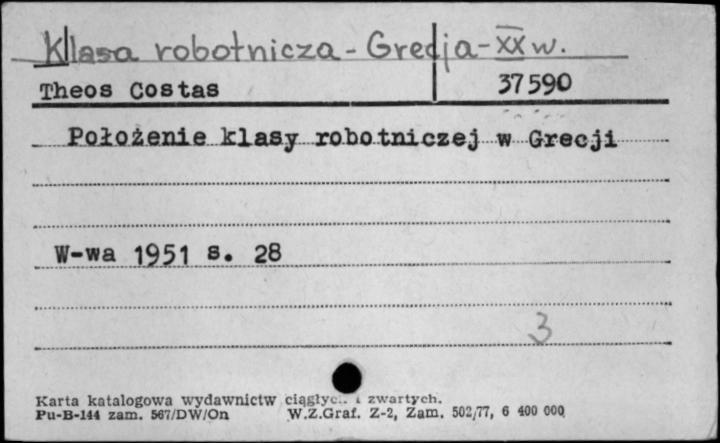 Klasa robotnicza - Grecja - XX w.
Theos Costas 37590
Położenie klasy robotniczej w Grecji
W-wa 1951 s. 28
3
Karta katalogowa wydawnictw ciągłych i zwartych.
Pu-B-144 zam. 567/DW/On W.Z.Graf. Z-2, Zam. 502/77, 6 400 000